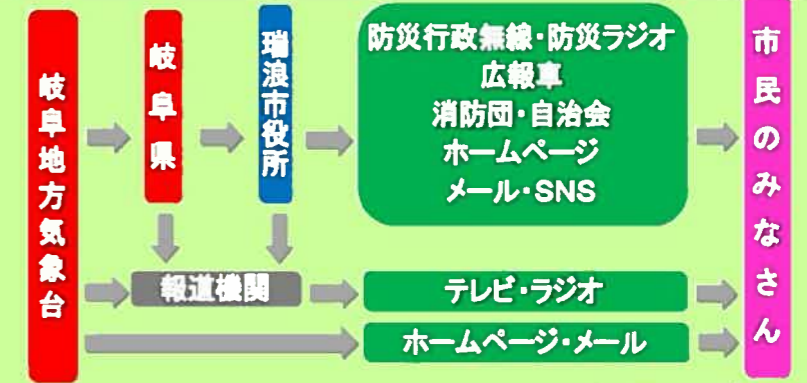 岐阜地方気象台
岐阜県
瑞浪市役所
防災行政無線・防災ラジオ
広報車
消防団・自治会
ホームページ
メール・SNS
報道機関
テレビ・ラジオ
ホームページ・メール
市民のみなさん